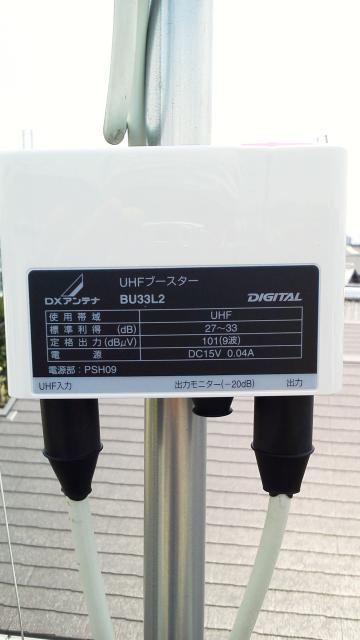 UHFブースター
DXアンテナ BU33L2 DIGITAL
使用帯域 UHF
標準利得 (dB) 27～33
定格出力 (dBμV) 101(9波)
電源 DC15V 0.04A
電源部：PSH09
UHF入力 出力モニター(−20dB) 出力